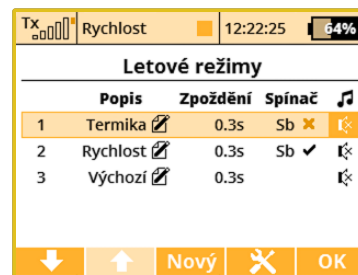 Tx Rychlost 12:22:25 64%
Letové režimy
Popis Zpoždění Spínač
1 Termika 0.3s Sb
2 Rychlost 0.3s Sb
3 Výchozí 0.3s
Nový OK